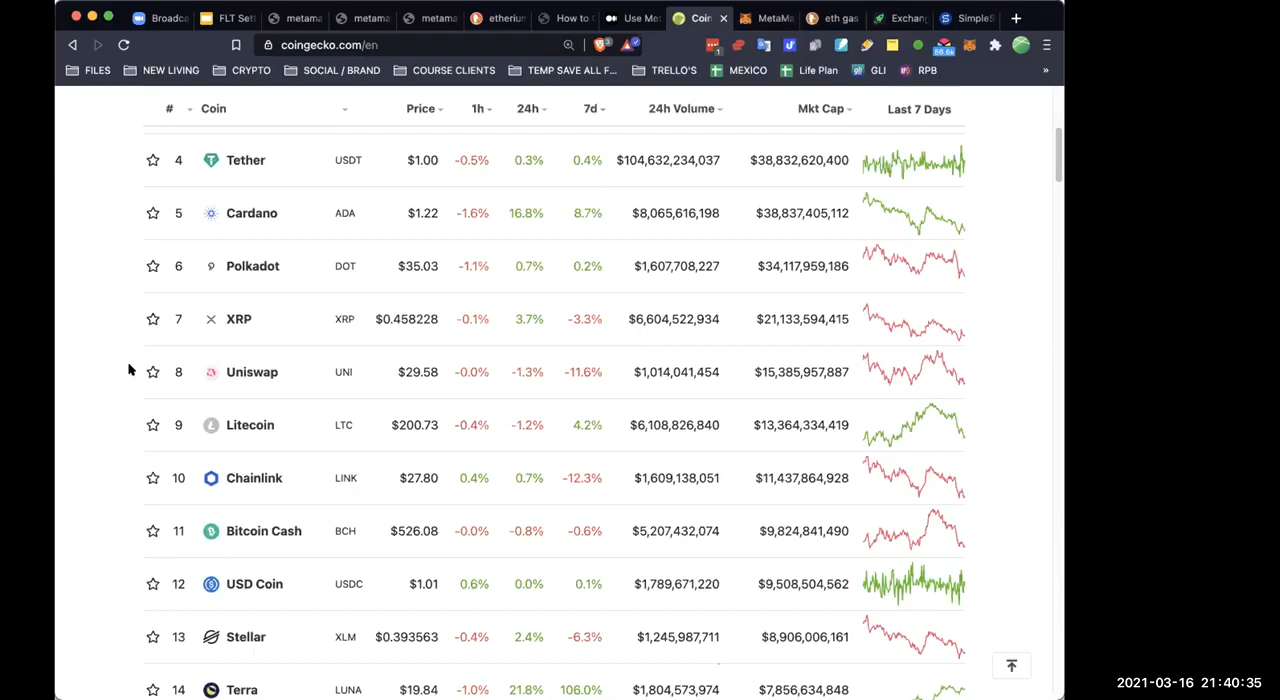 Broadca FLT Set metama metama metama etheriu How to C Use Met Coin MetaMa eth gas Exchang SimpleS
coingecko.com/en
FILES NEW LIVING CRYPTO SOCIAL / BRAND COURSE CLIENTS TEMP SAVE ALL F... TRELLO'S MEXICO Life Plan GLI RPB »
# Coin Price 1h 24h 7d 24h Volume Mkt Cap Last 7 Days
4 Tether USDT $1.00 -0.5% 0.3% 0.4% $104,632,234,037 $38,832,620,400
5 Cardano ADA $1.22 -1.6% 16.8% 8.7% $8,065,616,198 $38,837,405,112
6 Polkadot DOT $35.03 -1.1% 0.7% 0.2% $1,607,708,227 $34,117,959,186
7 XRP XRP $0.458228 -0.1% 3.7% -3.3% $6,604,522,934 $21,133,594,415
8 Uniswap UNI $29.58 -0.0% -1.3% -11.6% $1,014,041,454 $15,385,957,887
9 Litecoin LTC $200.73 -0.4% -1.2% 4.2% $6,108,826,840 $13,364,334,419
10 Chainlink LINK $27.80 0.4% 0.7% -12.3% $1,609,138,051 $11,437,864,928
11 Bitcoin Cash BCH $526.08 -0.0% -0.8% -0.6% $5,207,432,074 $9,824,841,490
12 USD Coin USDC $1.01 0.6% 0.0% 0.1% $1,789,671,220 $9,508,504,562
13 Stellar XLM $0.393563 -0.4% 2.4% -6.3% $1,245,987,711 $8,906,006,161
14 Terra LUNA $19.84 -1.0% 21.8% 106.0% $1,804,573,974 $7,856,634,848
2021-03-16 21:40:35